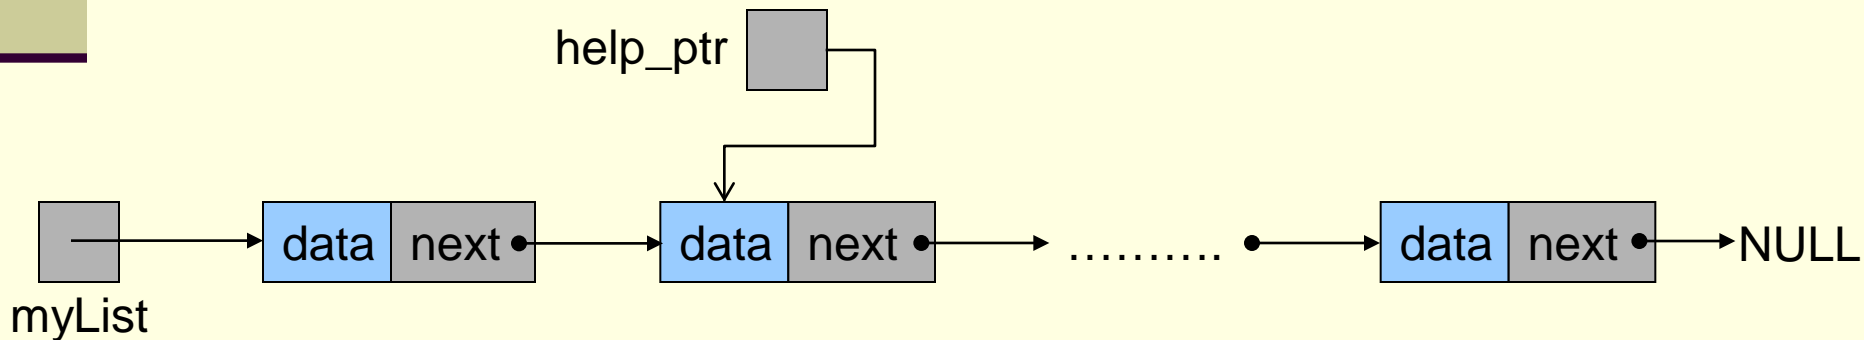 help_ptr
data next data next .......... data next NULL
myList